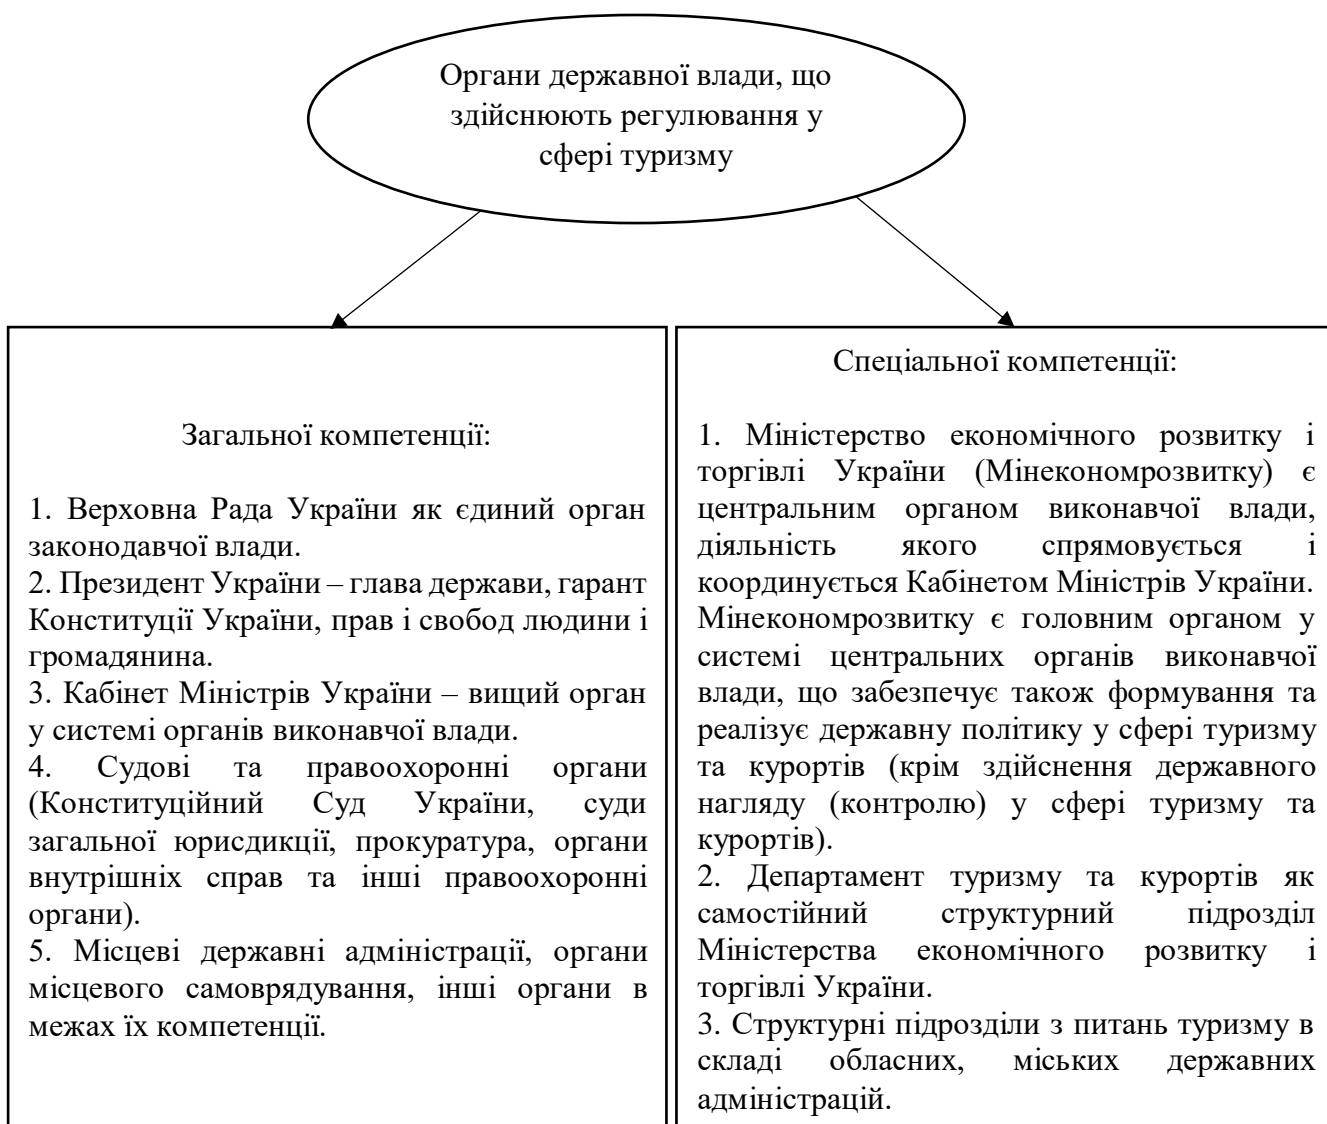 Органи державної влади, що
здійснюють регулювання у
сфері туризму
Загальної компетенції:
1. Верховна Рада України як єдиний орган
законодавчої влади.
2. Президент України – глава держави, гарант
Конституції України, прав і свобод людини і
громадянина.
3. Кабінет Міністрів України – вищий орган
у системі органів виконавчої влади.
4. Судові та правоохоронні органи
(Конституційний Суд України, суди
загальної юрисдикції, прокуратура, органи
внутрішніх справ та інші правоохоронні
органи).
5. Місцеві державні адміністрації, органи
місцевого самоврядування, інші органи в
межах їх компетенції.
Спеціальної компетенції:
1. Міністерство економічного розвитку і
торгівлі України (Мінекономрозвитку) є
центральним органом виконавчої влади,
діяльність якого спрямовується і
координується Кабінетом Міністрів України.
Мінекономрозвитку є головним органом у
системі центральних органів виконавчої
влади, що забезпечує також формування та
реалізує державну політику у сфері туризму
та курортів (крім здійснення державного
нагляду (контролю) у сфері туризму та
курортів).
2. Департамент туризму та курортів як
самостійний структурний підрозділ
Міністерства економічного розвитку і
торгівлі України.
3. Структурні підрозділи з питань туризму в
складі обласних, міських державних
адміністрацій.